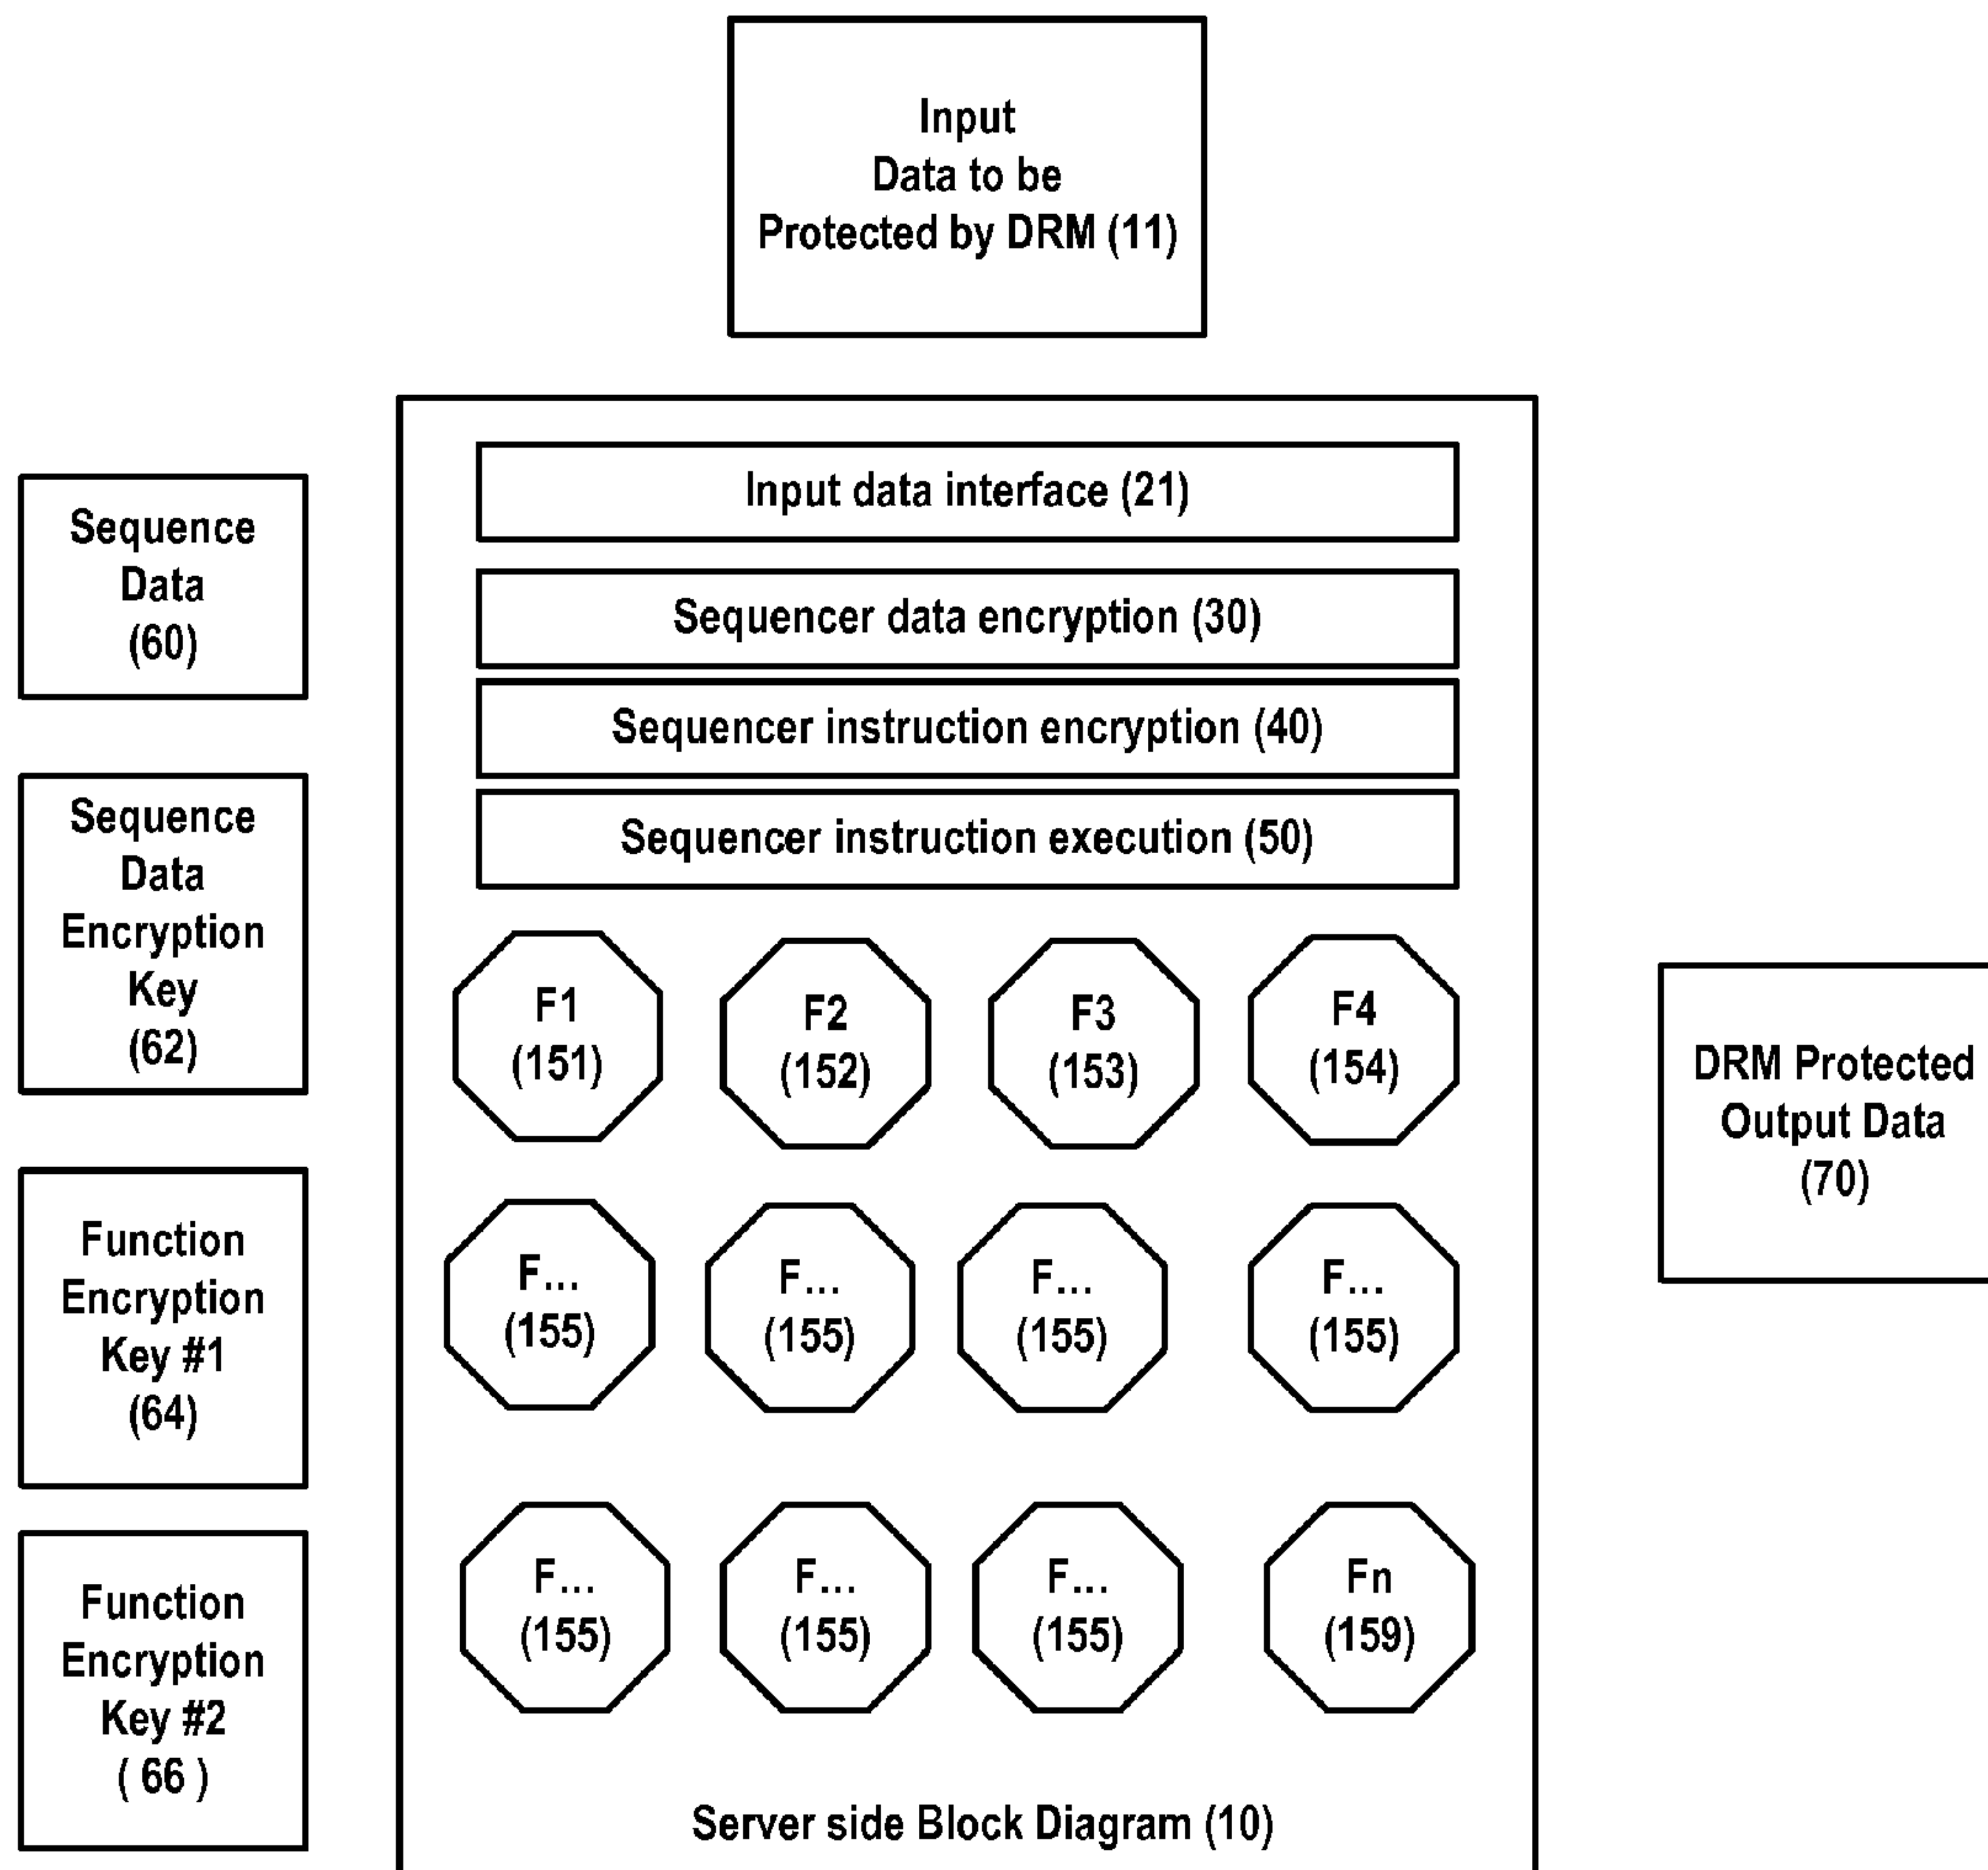 Input
Data to be
Protected by DRM (11)
Input data interface (21)
Sequencer data encryption (30)
Sequencer instruction encryption (40)
Sequencer instruction execution (50)
Sequence
Data
(60)
Sequence
Data
Encryption
Key
(62)
Function
Encryption
Key #1
(64)
Function
Encryption
Key #2
( 66 )
F1
(151)
F2
(152)
F3
(153)
F4
(154)
F...
(155)
F...
(155)
F...
(155)
F...
(155)
F...
(155)
F...
(155)
F...
(155)
Fn
(159)
Server side Block Diagram (10)
DRM Protected
Output Data
(70)